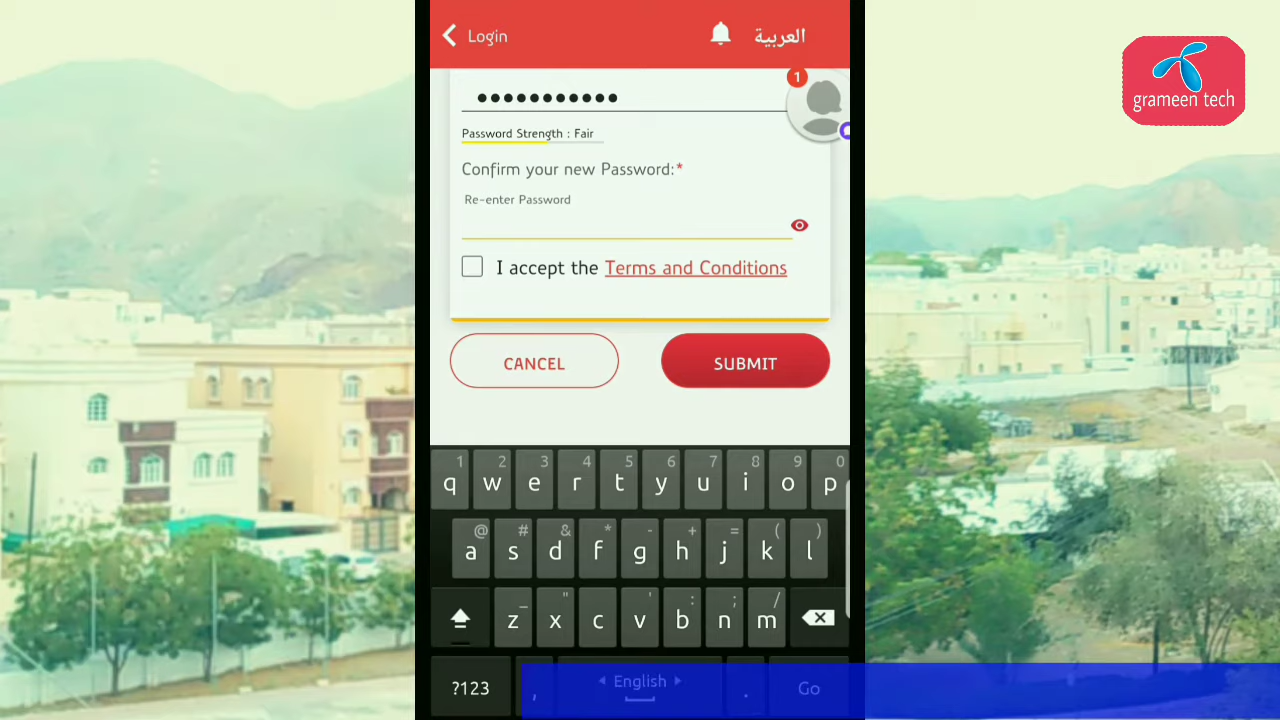 Login
العربية
grameen tech
1
•••••••••••
Password Strength : Fair
Confirm your new Password:*
Re-enter Password
I accept the Terms and Conditions
CANCEL
SUBMIT
1 2 3 4 5 6 7 8 9 0
q w e r t y u i o p
@ # & * - + = ( )
a s d f g h j k l
_ " ' : ; /
z x c v b n m
?123 , English . Go